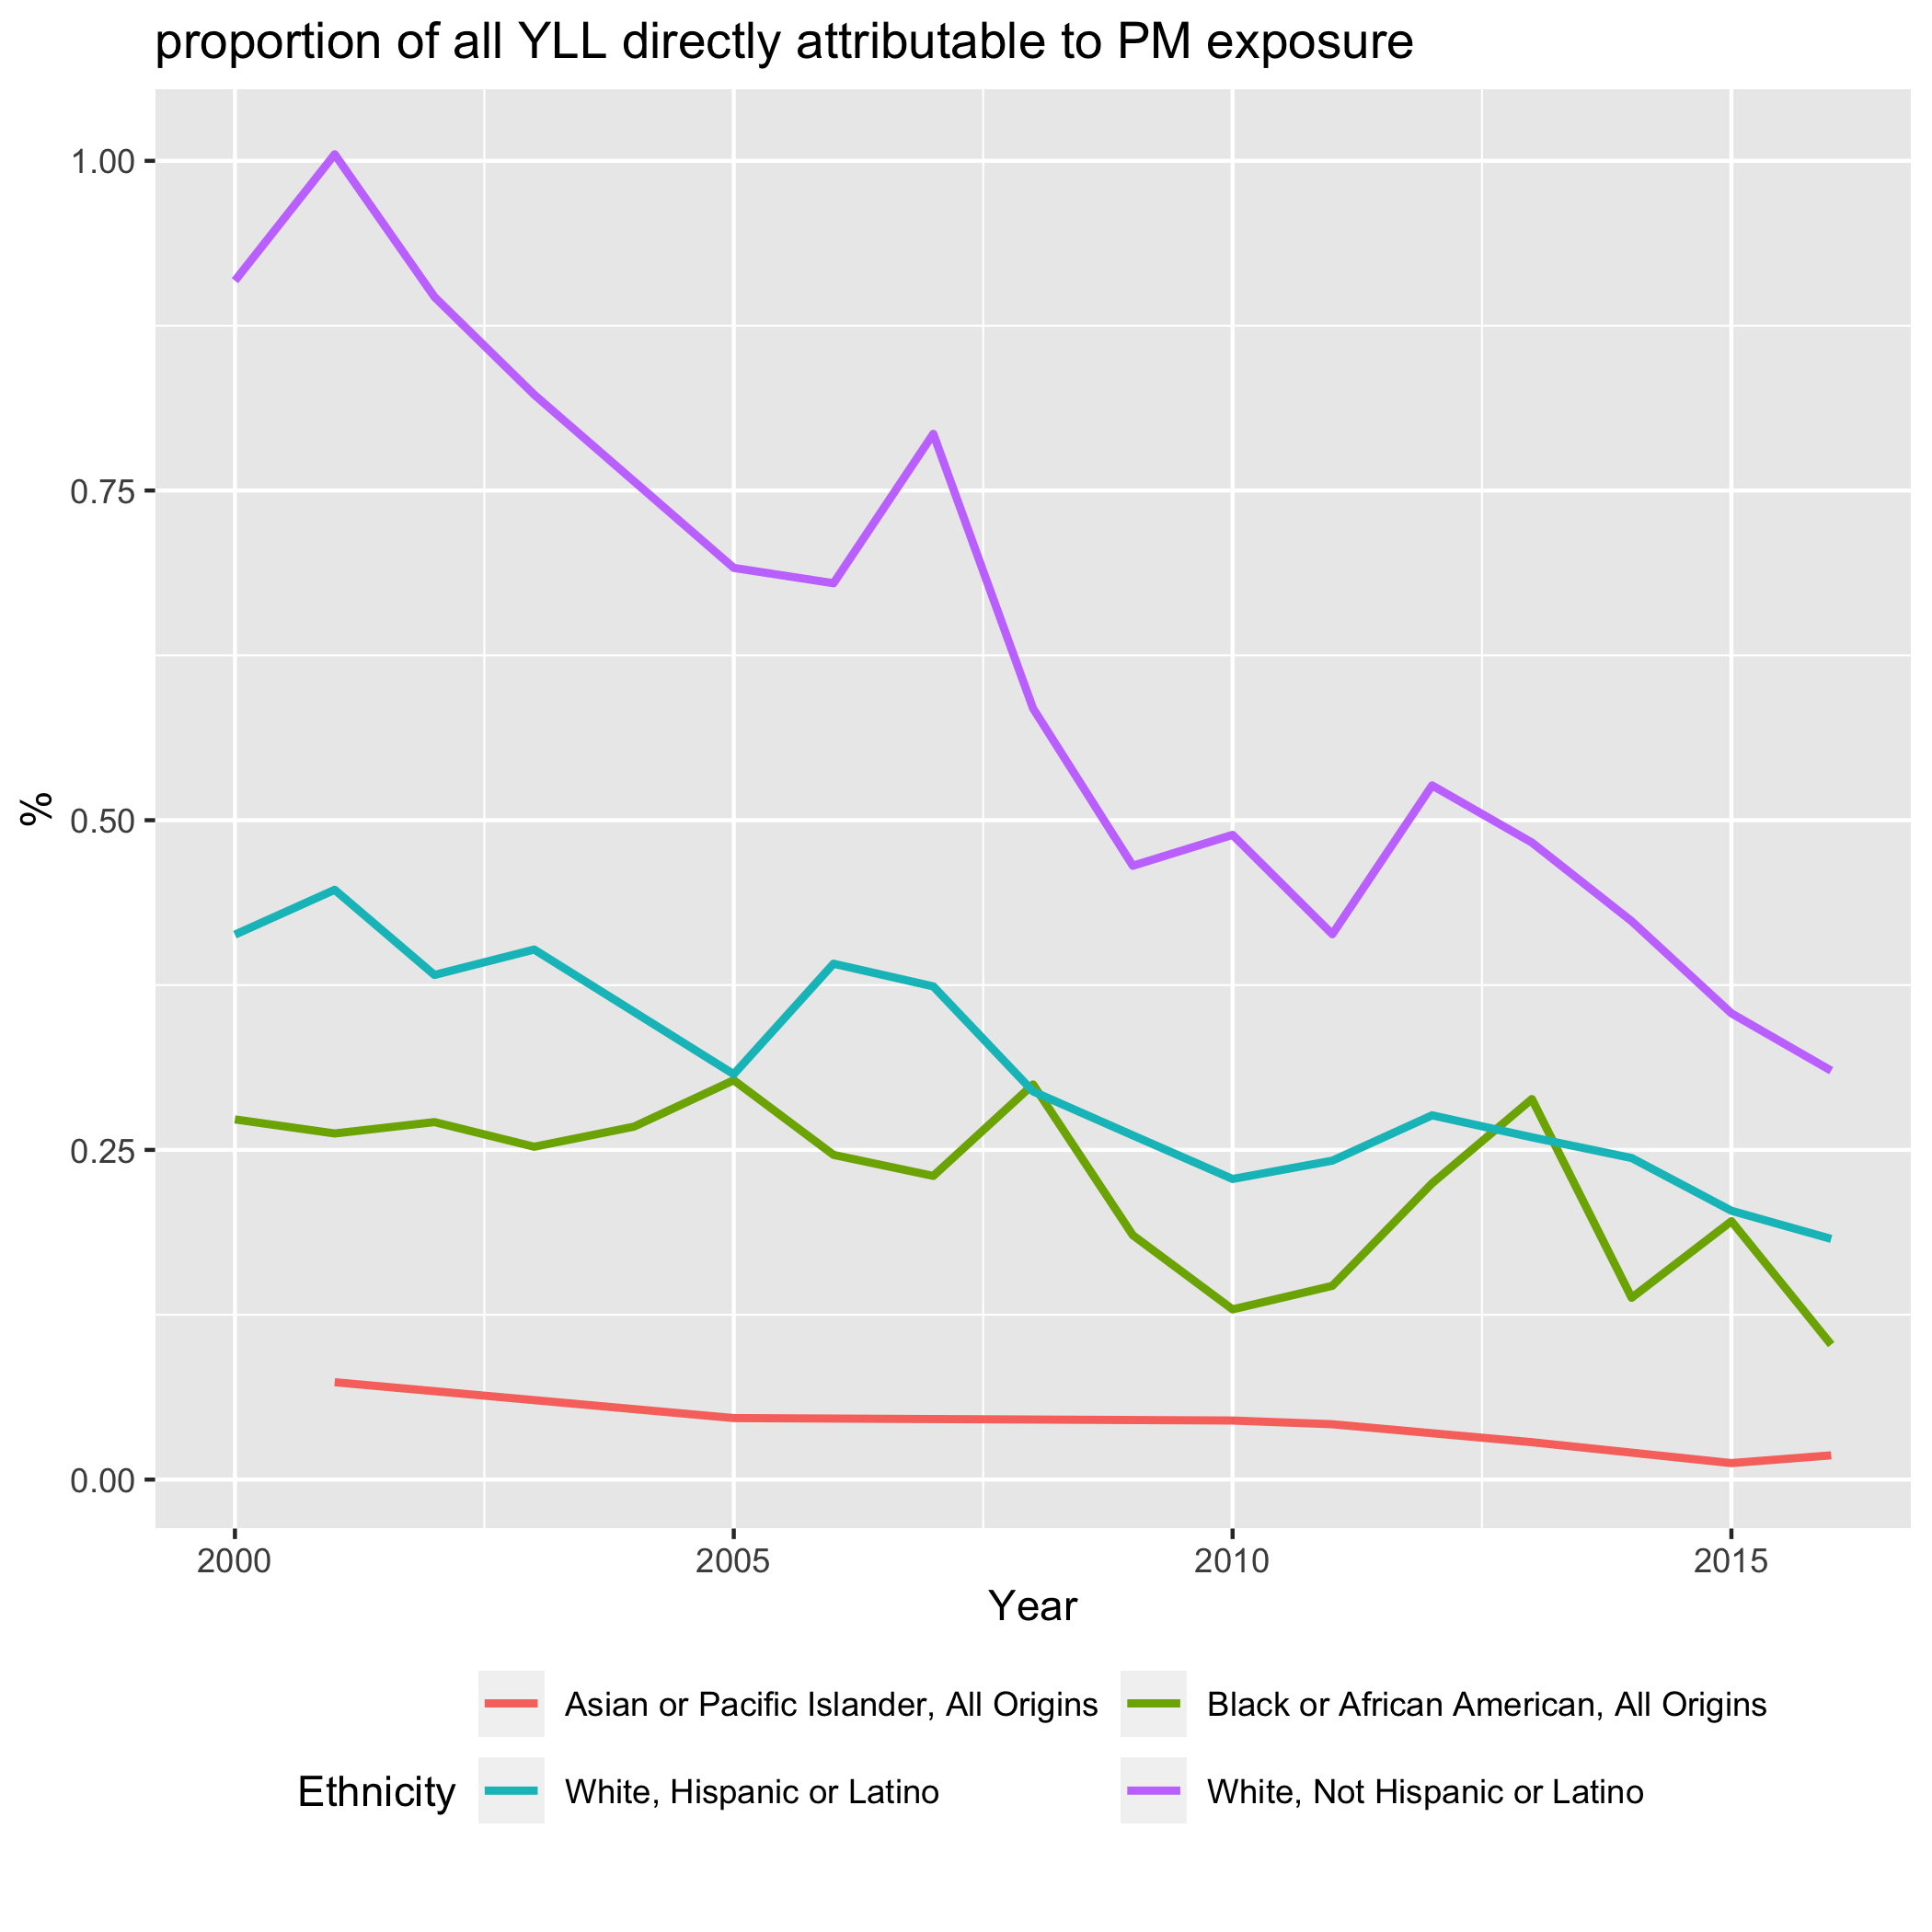 proportion of all YLL directly attributable to PM exposure
1.00
0.75
0.50
0.25
0.00
%
2000 2005 2010 2015
Year
Ethnicity
Asian or Pacific Islander, All Origins
Black or African American, All Origins
White, Hispanic or Latino
White, Not Hispanic or Latino